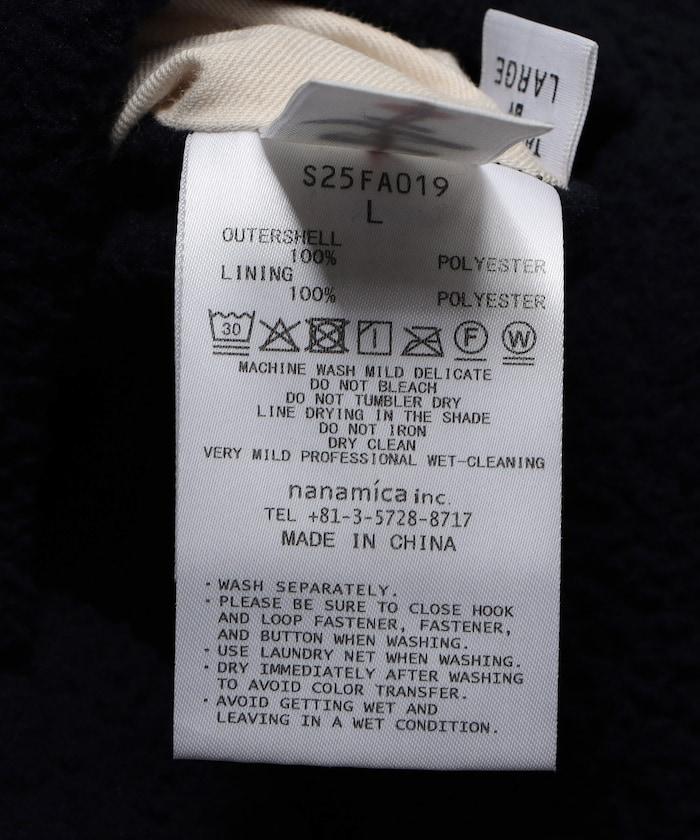 LARGE
BY
S25FA019
L
OUTERSHELL
100% POLYESTER
LINING
100% POLYESTER
30
F
W
MACHINE WASH MILD DELICATE
DO NOT BLEACH
DO NOT TUMBLER DRY
LINE DRYING IN THE SHADE
DO NOT IRON
DRY CLEAN
VERY MILD PROFESSIONAL WET-CLEANING
nanamica inc.
TEL +81-3-5728-8717
MADE IN CHINA
・WASH SEPARATELY.
・PLEASE BE SURE TO CLOSE HOOK
AND LOOP FASTENER, FASTENER,
AND BUTTON WHEN WASHING.
・USE LAUNDRY NET WHEN WASHING.
・DRY IMMEDIATELY AFTER WASHING
TO AVOID COLOR TRANSFER.
・AVOID GETTING WET AND
LEAVING IN A WET CONDITION.